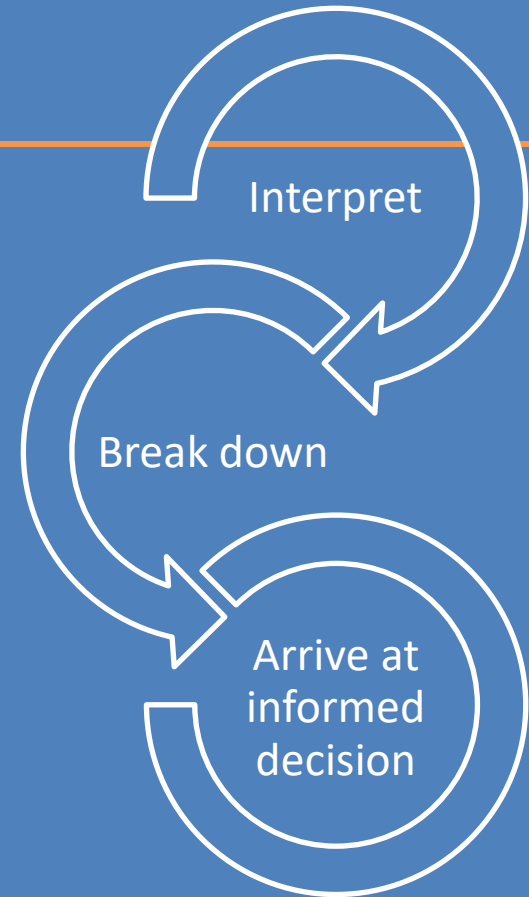 Interpret
Break down
Arrive at
informed
decision